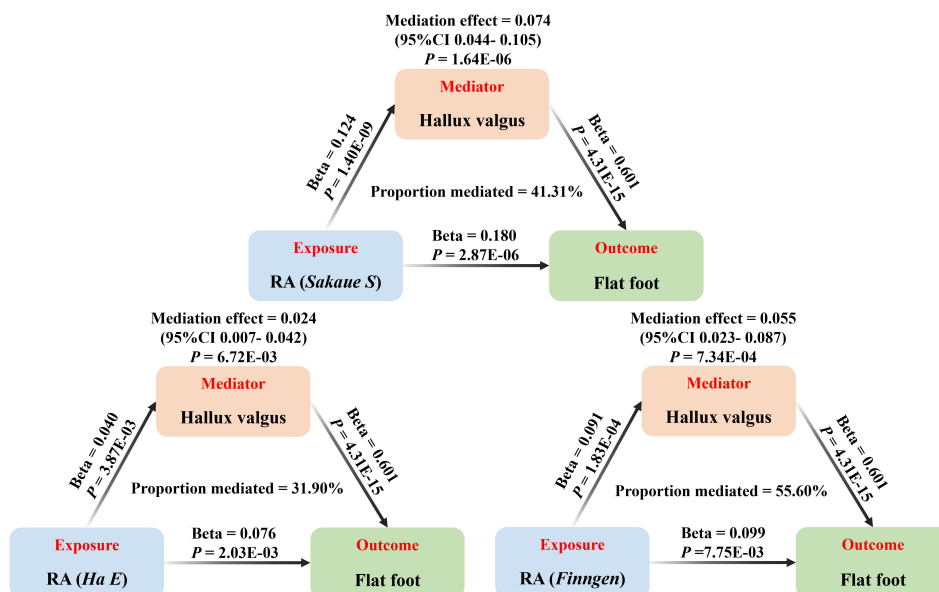 Mediation effect = 0.074
(95%CI 0.044- 0.105)
P = 1.64E-06
Mediator
Hallux valgus
Beta = 0.124
P = 1.40E-09
Beta = 0.601
P = 4.31E-15
Proportion mediated = 41.31%
Exposure
RA (Sakaue S)
Beta = 0.180
P = 2.87E-06
Outcome
Flat foot
Mediation effect = 0.024
(95%CI 0.007- 0.042)
P = 6.72E-03
Mediator
Hallux valgus
Beta = 0.040
P = 3.87E-03
Beta = 0.601
P = 4.31E-15
Proportion mediated = 31.90%
Exposure
RA (Ha E)
Beta = 0.076
P = 2.03E-03
Outcome
Flat foot
Mediation effect = 0.055
(95%CI 0.023- 0.087)
P = 7.34E-04
Mediator
Hallux valgus
Beta = 0.091
P = 1.83E-04
Beta = 0.601
P = 4.31E-15
Proportion mediated = 55.60%
Exposure
RA (Finngen)
Beta = 0.099
P =7.75E-03
Outcome
Flat foot